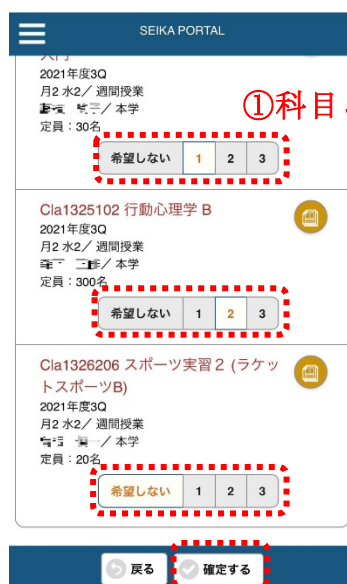 SEIKA PORTAL
入門
2021年度3Q
月2 水2／ 週間授業
／本学
①科目
定員：30名
希望しない 1 2 3
Cla1325102 行動心理学 B
2021年度3Q
月2 水2／ 週間授業
／本学
定員：300名
希望しない 1 2 3
Cla1326206 スポーツ実習２ (ラケッ
トスポーツB)
2021年度3Q
月2 水2／ 週間授業
／本学
定員：20名
希望しない 1 2 3
戻る 確定する